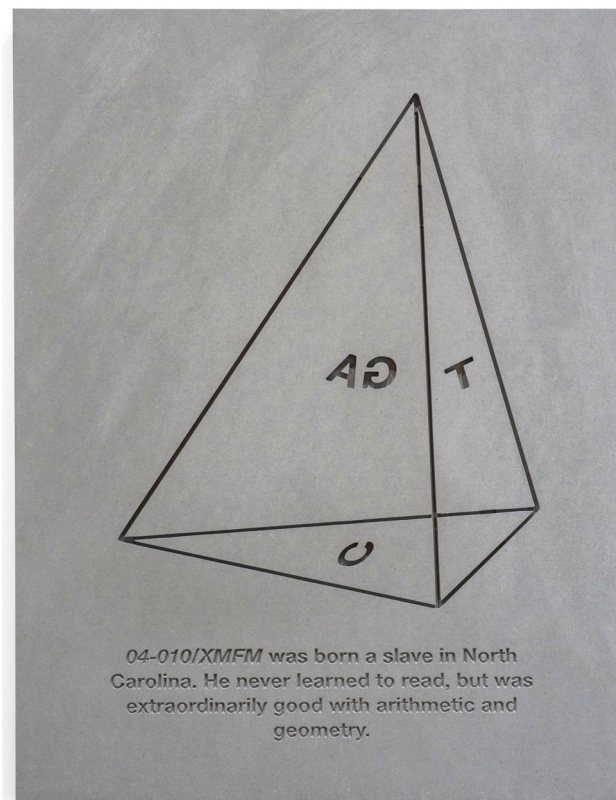 AG T
C
04-010/XMFM was born a slave in North
Carolina. He never learned to read, but was
extraordinarily good with arithmetic and
geometry.